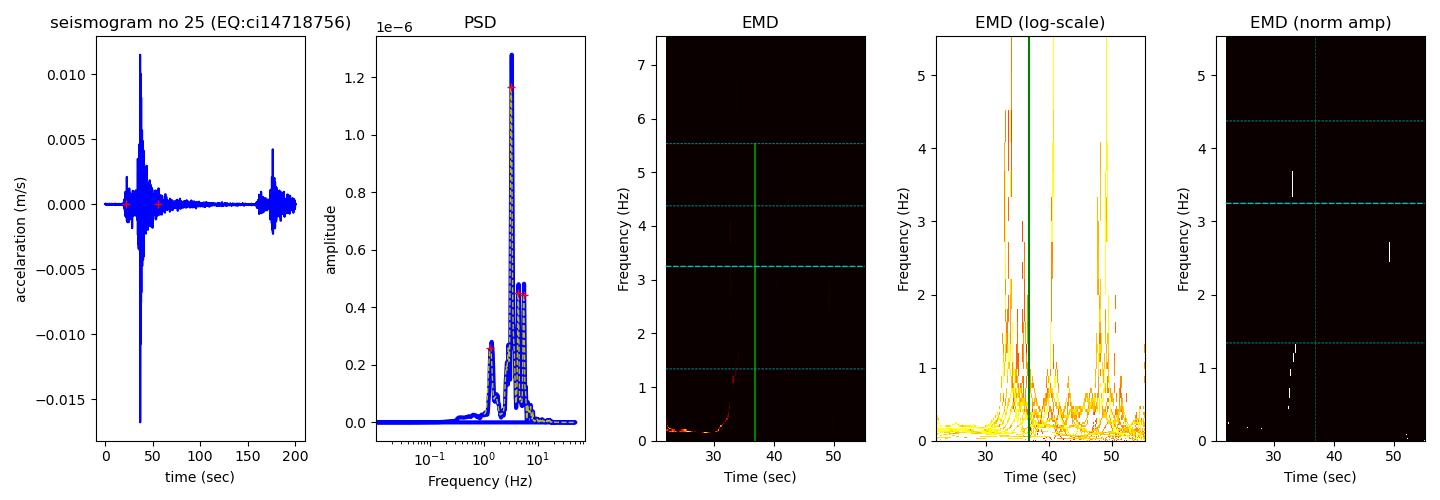 seismogram no 25 (EQ:ci14718756)
accelaration (m/s)
0.010
0.005
0.000
−0.005
−0.010
−0.015
0 50 100 150 200
time (sec)
PSD
1e−6
amplitude
1.2
1.0
0.8
0.6
0.4
0.2
0.0
10⁻¹ 10⁰ 10¹
Frequency (Hz)
EMD
Frequency (Hz)
7
6
5
4
3
2
1
0
30 40 50
Time (sec)
EMD (log-scale)
Frequency (Hz)
5
4
3
2
1
0
30 40 50
Time (sec)
EMD (norm amp)
Frequency (Hz)
5
4
3
2
1
0
30 40 50
Time (sec)